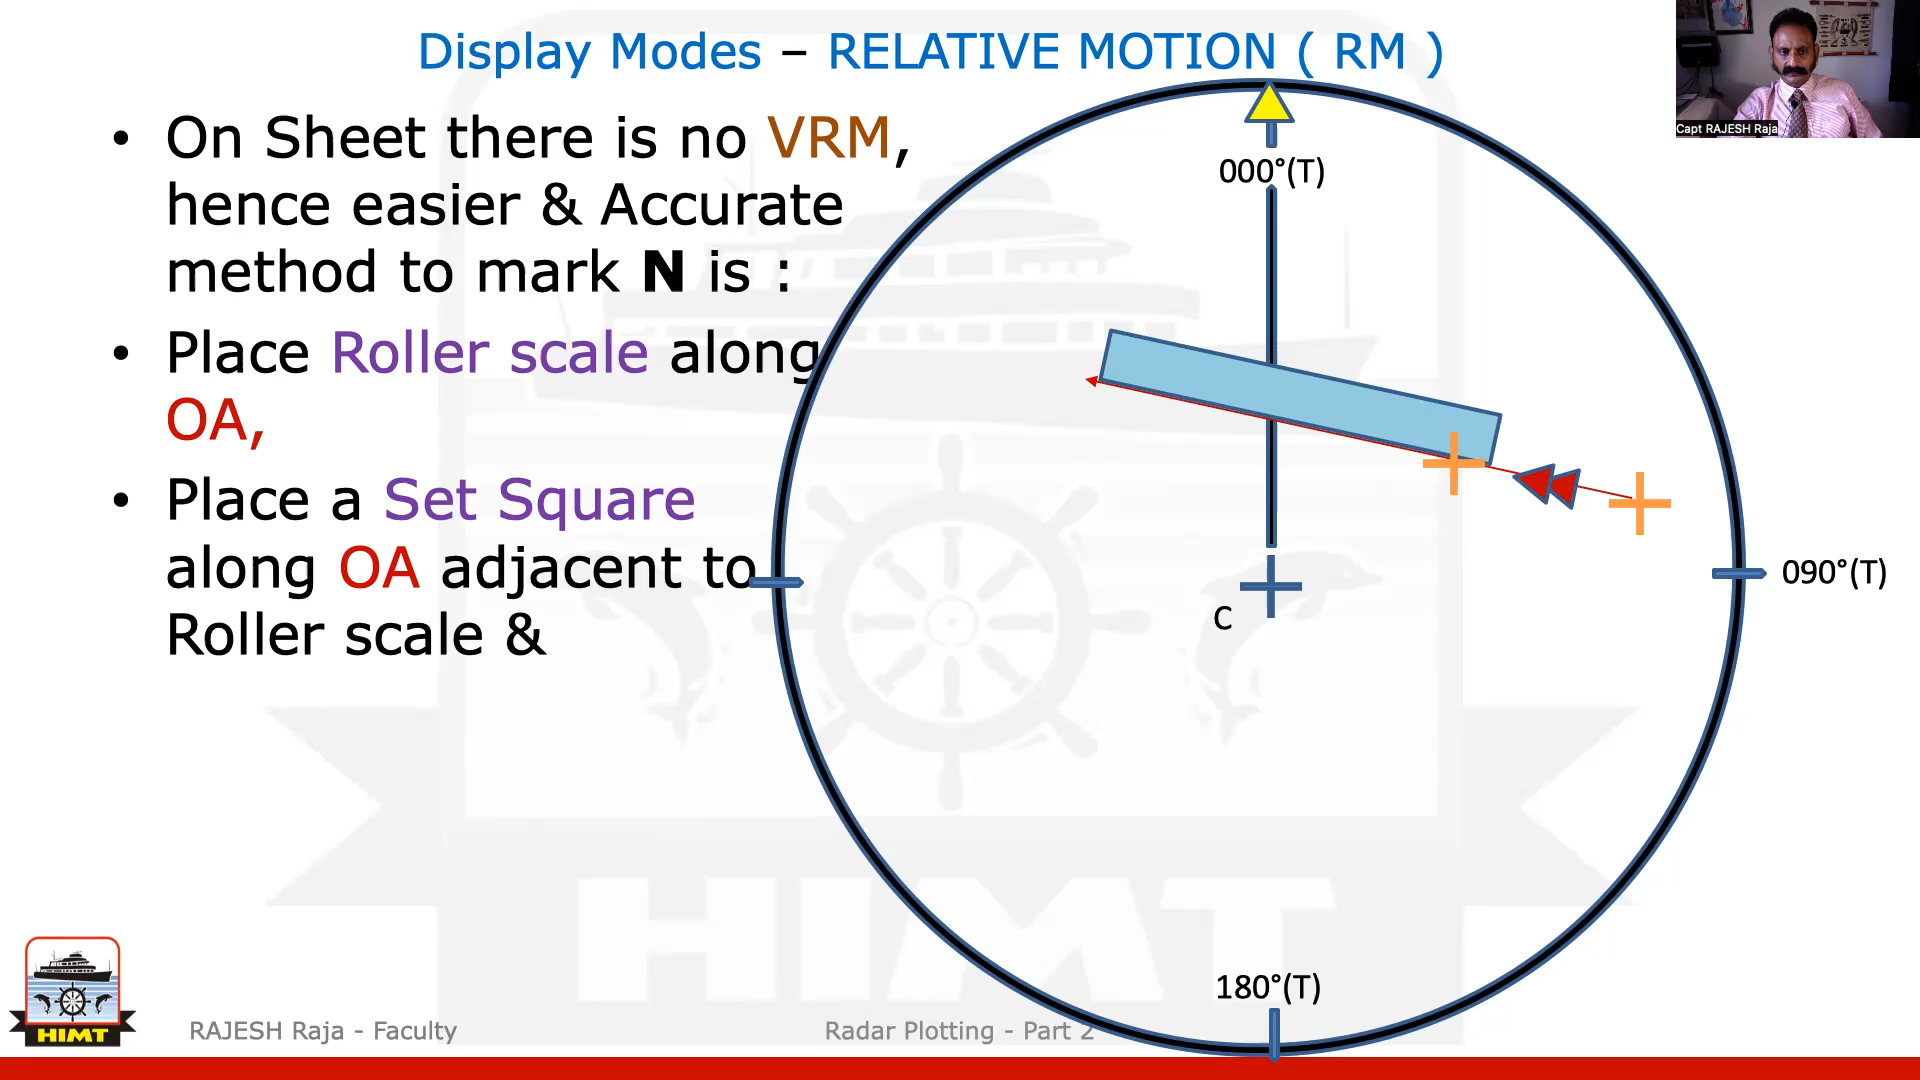 Display Modes – RELATIVE MOTION ( RM )
• On Sheet there is no VRM,
hence easier & Accurate
method to mark N is :
• Place Roller scale along
OA,
• Place a Set Square
along OA adjacent to
Roller scale &
000°(T)
090°(T)
C
180°(T)
Capt RAJESH Raja
HIMT
HIMT
RAJESH Raja - Faculty
Radar Plotting - Part 2